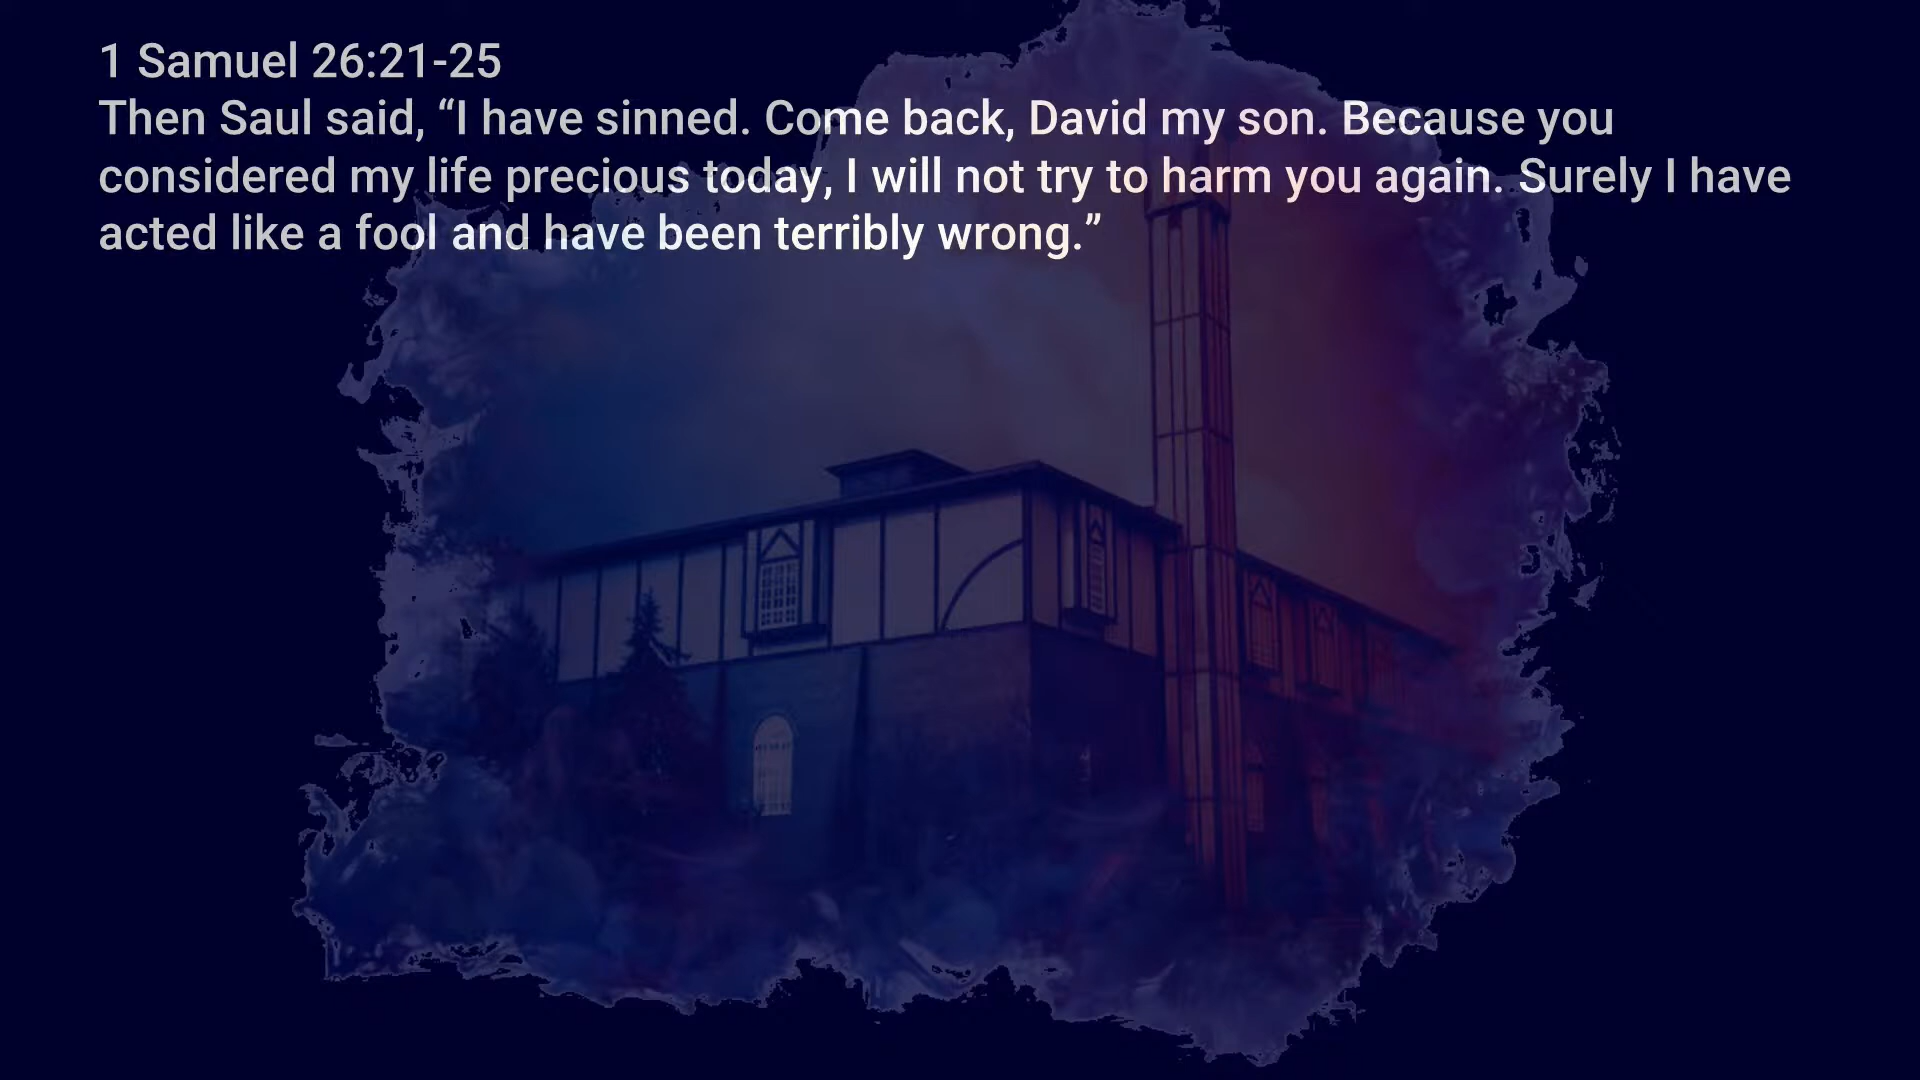 1 Samuel 26:21-25
Then Saul said, “I have sinned. Come back, David my son. Because you
considered my life precious today, I will not try to harm you again. Surely I have
acted like a fool and have been terribly wrong.”